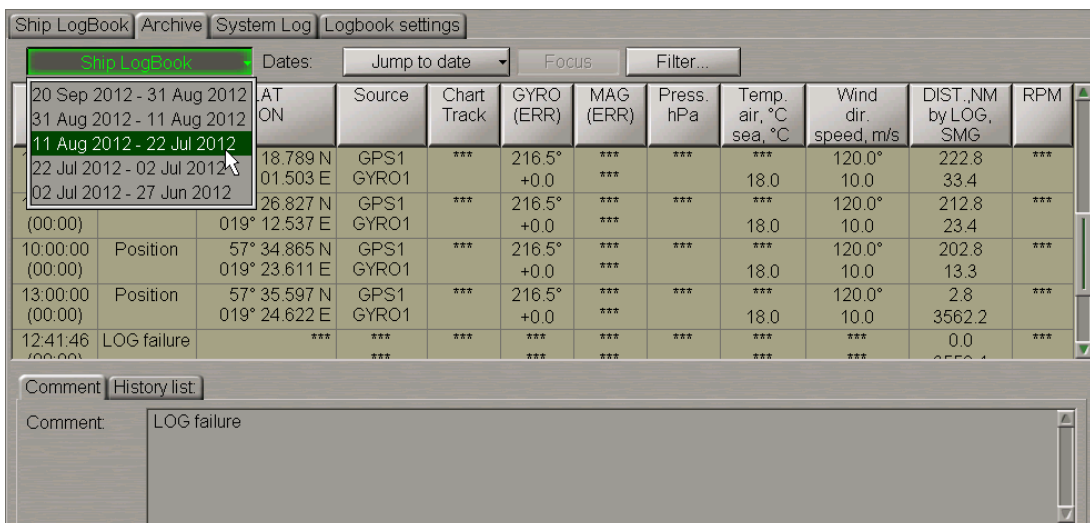 Ship LogBook Archive System Log Logbook settings
Ship LogBook Dates: Jump to date Focus Filter...
20 Sep 2012 - 31 Aug 2012
31 Aug 2012 - 11 Aug 2012
11 Aug 2012 - 22 Jul 2012
22 Jul 2012 - 02 Jul 2012
02 Jul 2012 - 27 Jun 2012
Source Chart GYRO MAG Press. Temp. Wind DIST.,NM RPM
Track (ERR) (ERR) hPa air, °C dir. by LOG,
sea, °C speed, m/s SMG
18.789 N GPS1 *** 216.5° *** *** *** 120.0° 222.8 ***
01.503 E GYRO1 +0.0 *** 18.0 10.0 33.4
26.827 N GPS1 *** 216.5° *** *** *** 120.0° 212.8 ***
(00:00) 019° 12.537 E GYRO1 +0.0 *** 18.0 10.0 23.4
10:00:00 Position 57° 34.865 N GPS1 *** 216.5° *** *** *** 120.0° 202.8 ***
(00:00) 019° 23.611 E GYRO1 +0.0 *** 18.0 10.0 13.3
13:00:00 Position 57° 35.597 N GPS1 *** 216.5° *** *** *** 120.0° 2.8 ***
(00:00) 019° 24.622 E GYRO1 +0.0 *** 18.0 10.0 3562.2
12:41:46 LOG failure *** *** *** *** *** *** *** *** 0.0 ***
*** *** *** *** ***
Comment History list:
Comment: LOG failure